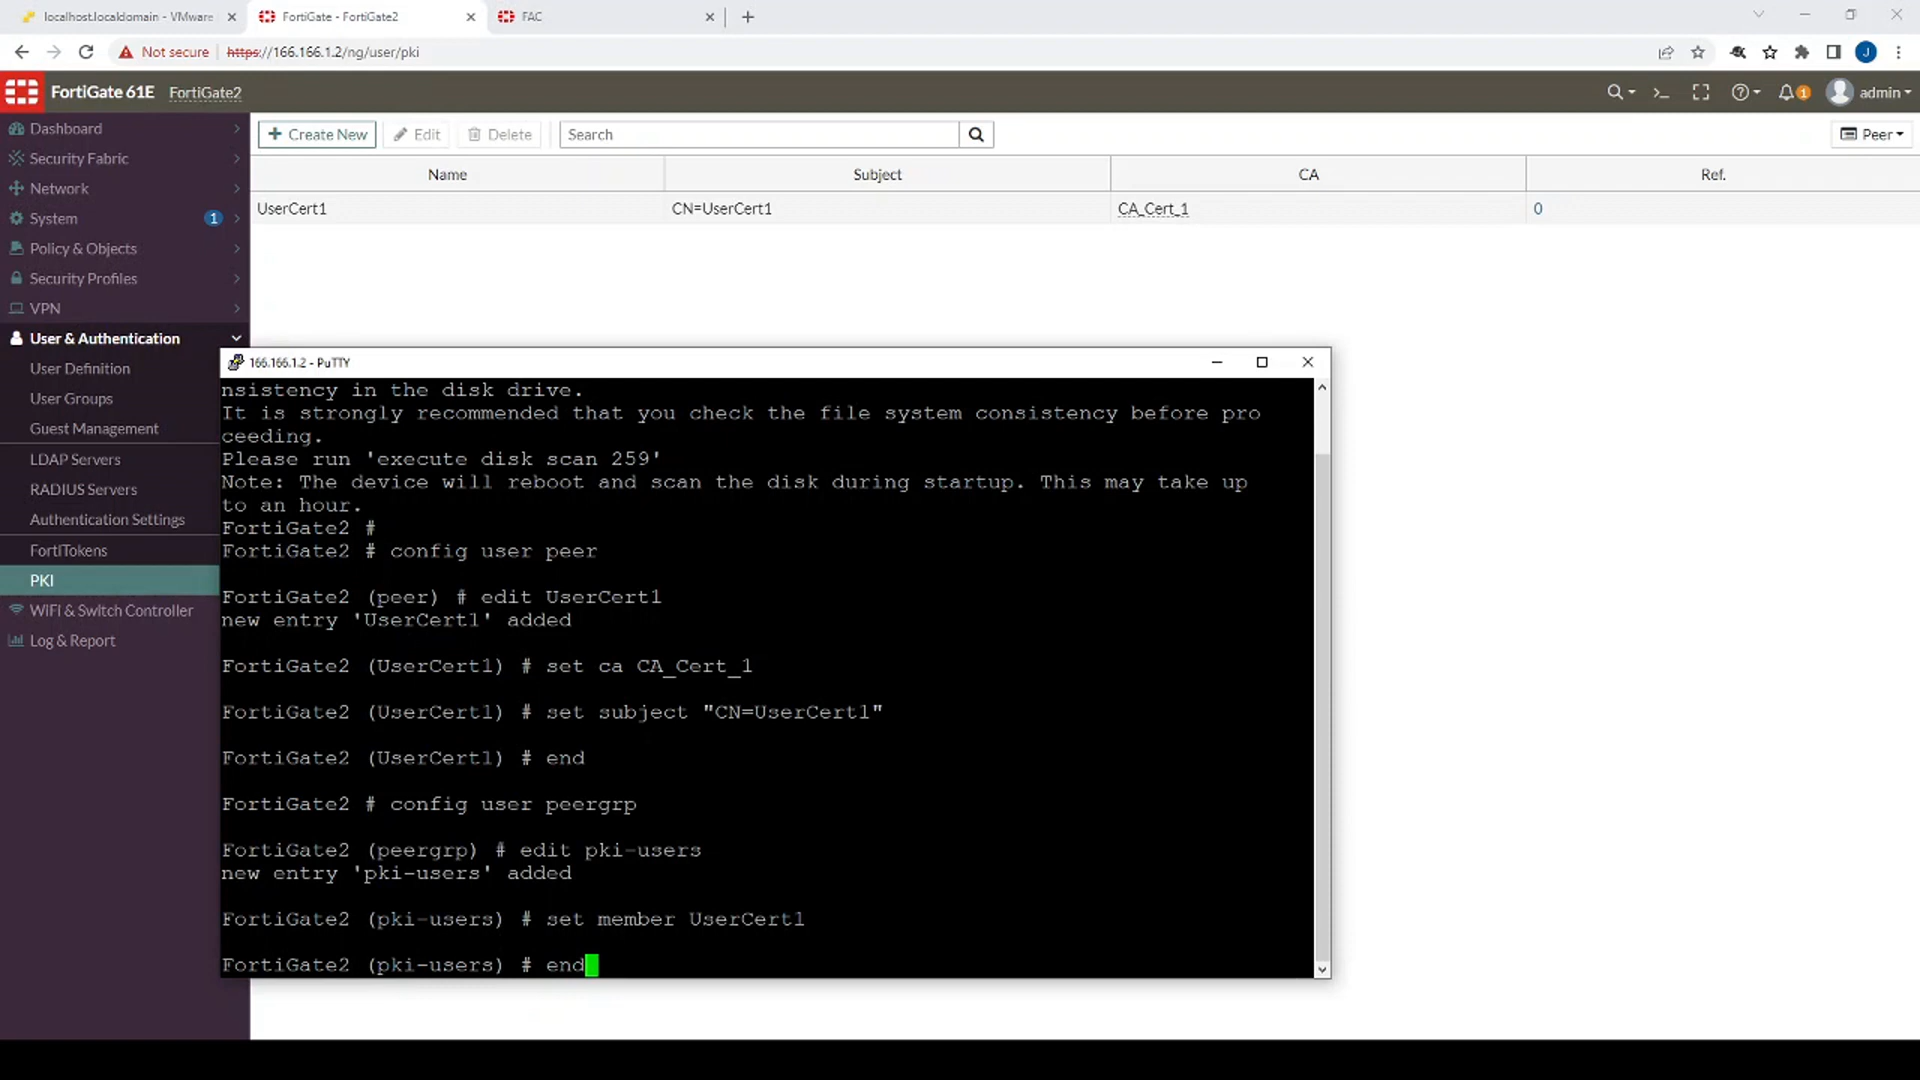 localhost.localdomain - VMware
FortiGate - FortiGate2
FAC
Not secure
https://166.166.1.2/ng/user/pki
J
FortiGate 61E
FortiGate2
1
admin
Dashboard
Security Fabric
Network
System
1
Policy & Objects
Security Profiles
VPN
User & Authentication
User Definition
User Groups
Guest Management
LDAP Servers
RADIUS Servers
Authentication Settings
FortiTokens
PKI
WiFi & Switch Controller
Log & Report
Create New
Edit
Delete
Search
Peer
Name
Subject
CA
Ref.
UserCert1
CN=UserCert1
CA_Cert_1
0
166.166.1.2 - PuTTY
nsistency in the disk drive.
It is strongly recommended that you check the file system consistency before pro
ceeding.
Please run 'execute disk scan 259'
Note: The device will reboot and scan the disk during startup. This may take up
to an hour.
FortiGate2 #
FortiGate2 # config user peer
FortiGate2 (peer) # edit UserCert1
new entry 'UserCert1' added
FortiGate2 (UserCert1) # set ca CA_Cert_1
FortiGate2 (UserCert1) # set subject "CN=UserCert1"
FortiGate2 (UserCert1) # end
FortiGate2 # config user peergrp
FortiGate2 (peergrp) # edit pki-users
new entry 'pki-users' added
FortiGate2 (pki-users) # set member UserCert1
FortiGate2 (pki-users) # end